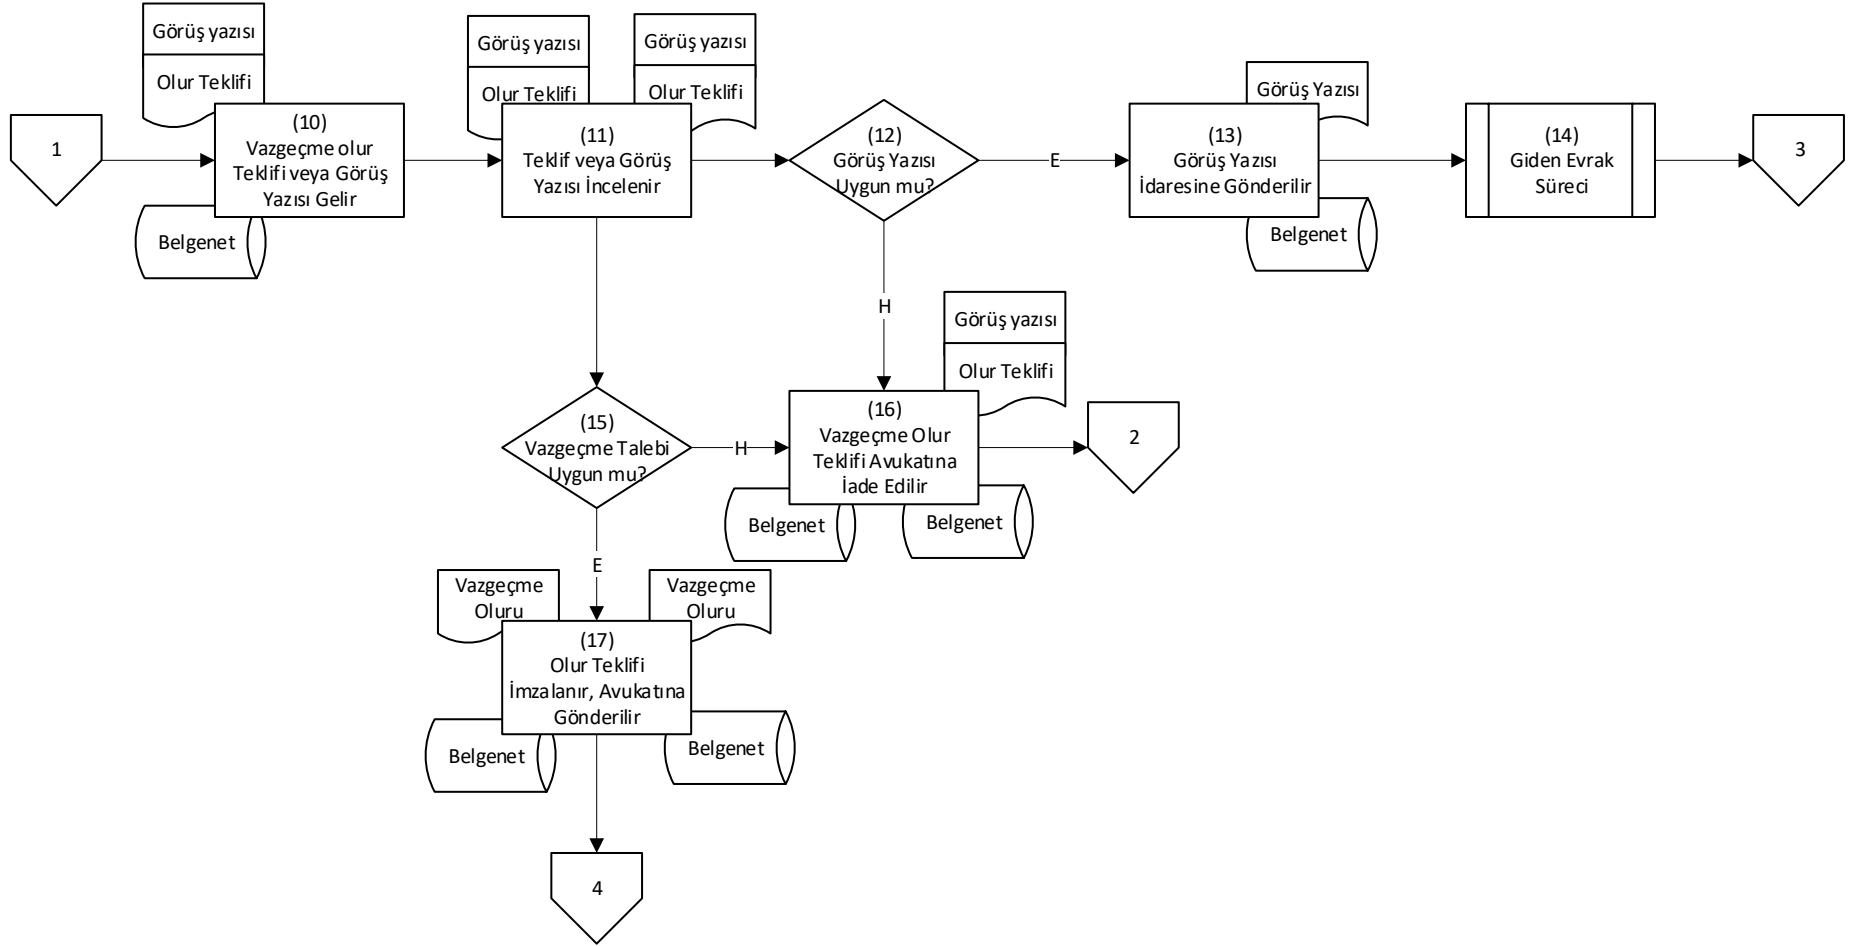 Görüş yazısı
Olur Teklifi
1
(10)
Vazgeçme olur
Teklifi veya Görüş
Yazısı Gelir
Belgenet
Görüş yazısı
Olur Teklifi
Görüş yazısı
Olur Teklifi
(11)
Teklif veya Görüş
Yazısı İncelenir
(12)
Görüş Yazısı
Uygun mu?
E
Görüş Yazısı
(13)
Görüş Yazısı
İdaresine Gönderilir
Belgenet
(14)
Giden Evrak
Süreci
3
H
Görüş yazısı
Olur Teklifi
(15)
Vazgeçme Talebi
Uygun mu?
H
(16)
Vazgeçme Olur
Teklifi Avukatına
İade Edilir
2
Belgenet
Belgenet
E
Vazgeçme
Oluru
Vazgeçme
Oluru
(17)
Olur Teklifi
İmzalanır, Avukatına
Gönderilir
Belgenet
Belgenet
4